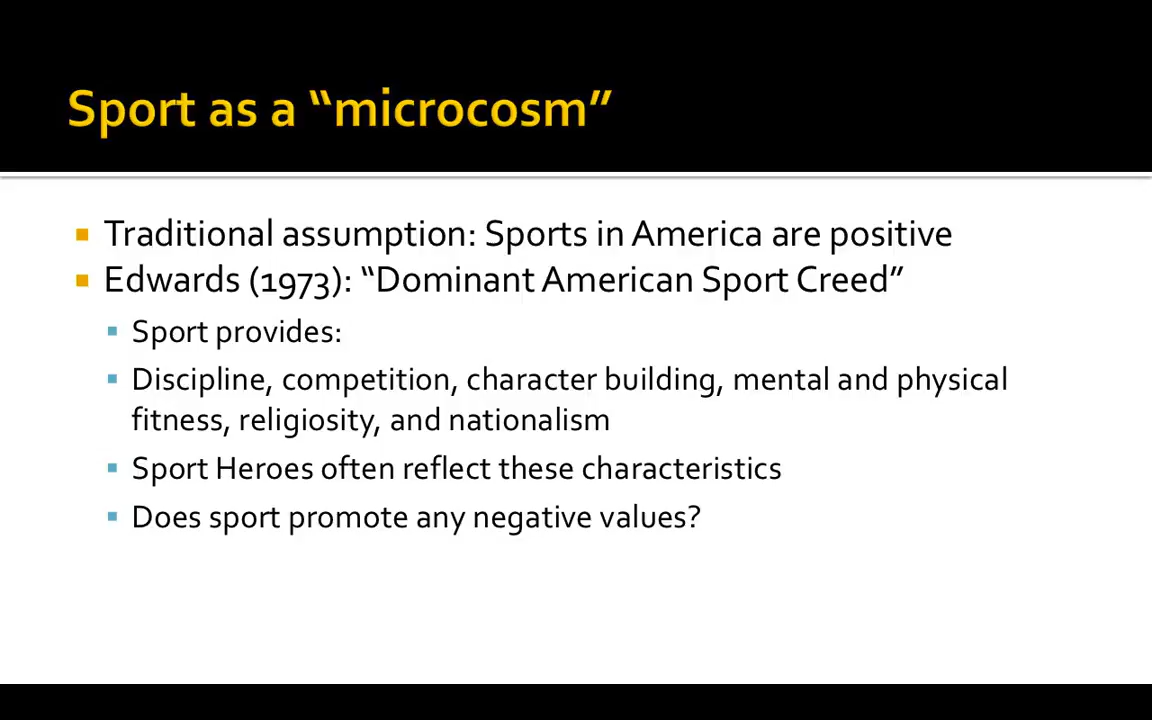 Sport as a “microcosm”
Traditional assumption: Sports in America are positive
Edwards (1973): “Dominant American Sport Creed”
Sport provides:
Discipline, competition, character building, mental and physical
fitness, religiosity, and nationalism
Sport Heroes often reflect these characteristics
Does sport promote any negative values?